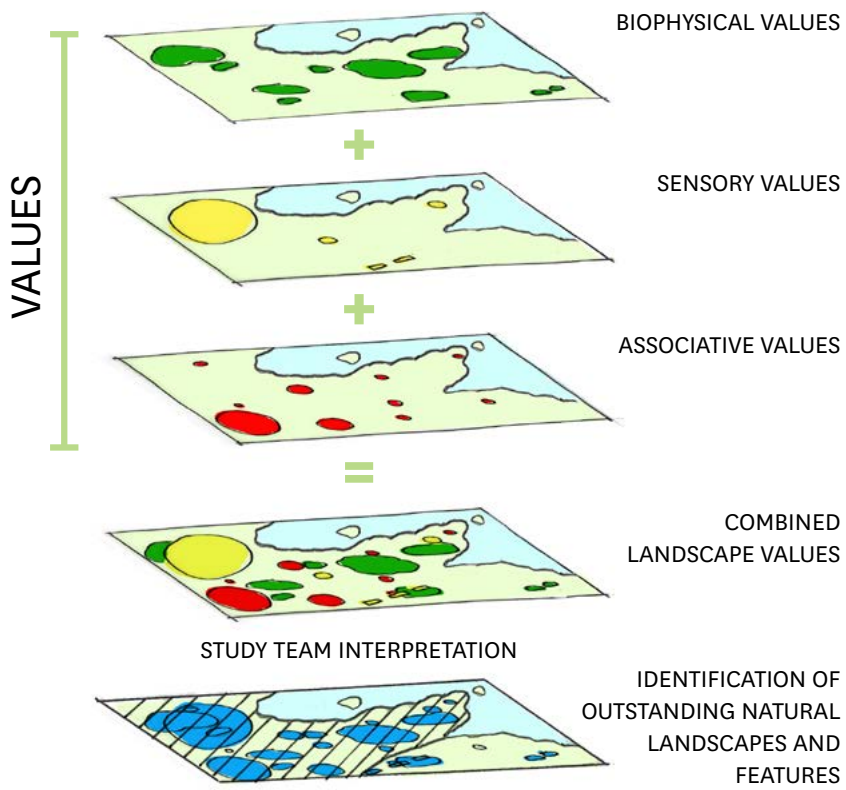 BIOPHYSICAL VALUES
+
VALUES
SENSORY VALUES
+
ASSOCIATIVE VALUES
=
COMBINED
LANDSCAPE VALUES
STUDY TEAM INTERPRETATION
IDENTIFICATION OF
OUTSTANDING NATURAL
LANDSCAPES AND
FEATURES